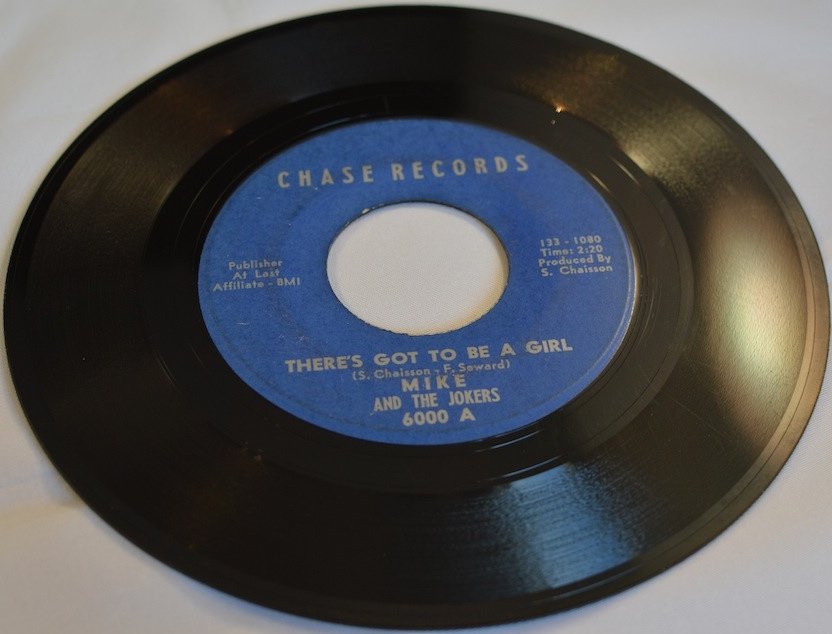 CHASE RECORDS
Publisher
At Last
Affiliate - BMI
133 - 1080
Time: 2:20
Produced By
S. Chaisson
THERE'S GOT TO BE A GIRL
(S. Chaisson - F. Soward)
MIKE
AND THE JOKERS
6000 A